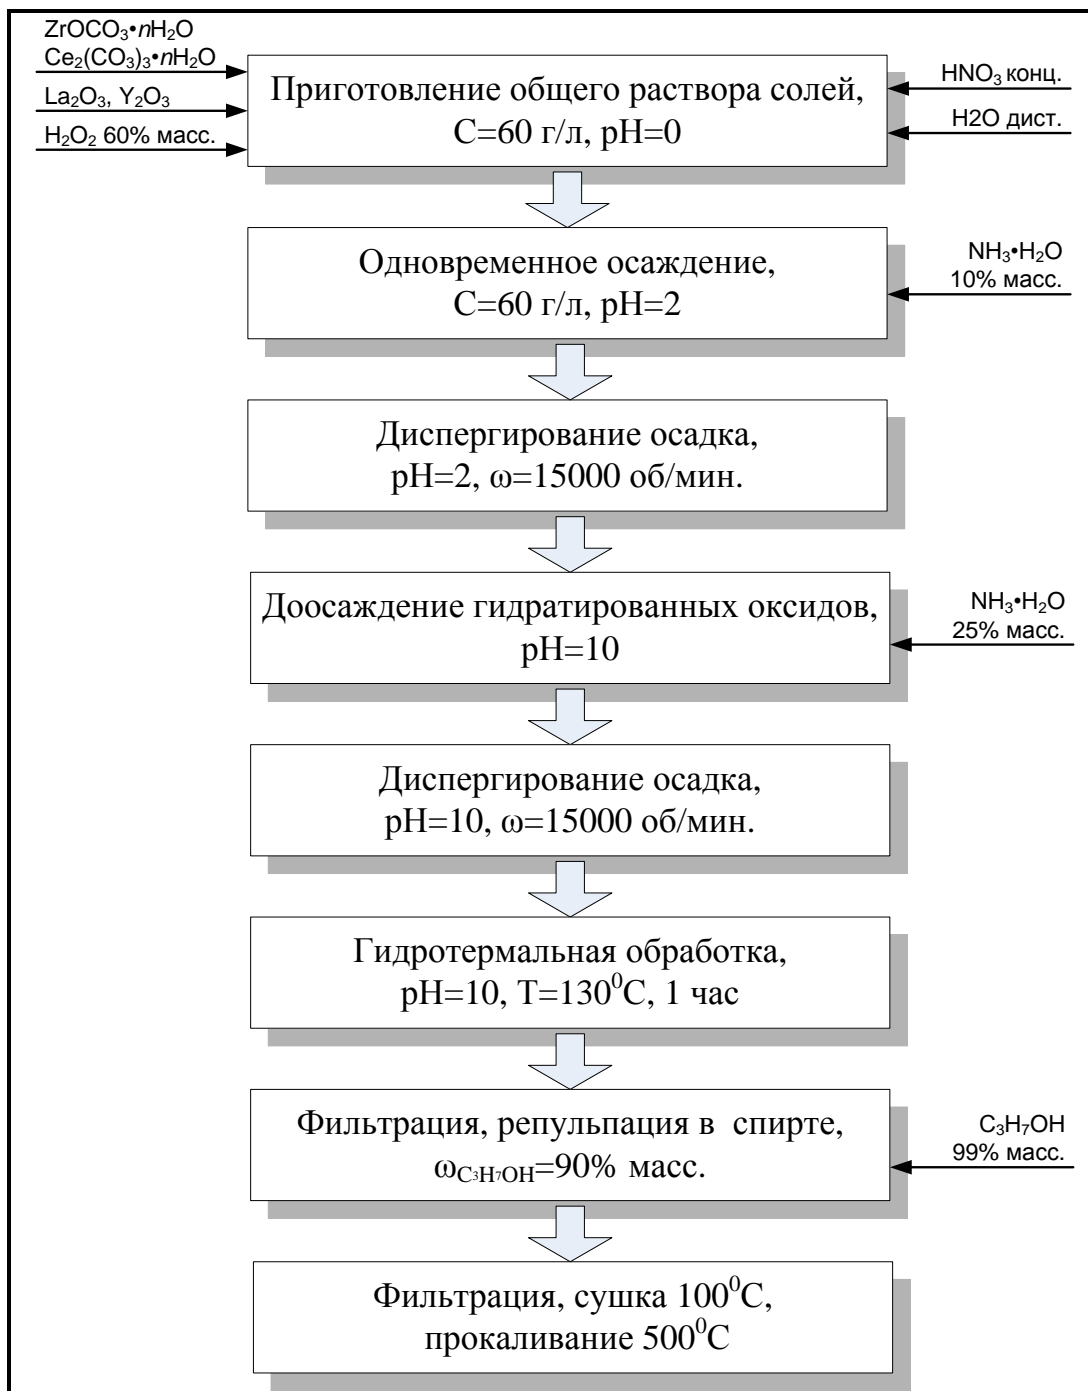 ZrOCO₃•nH₂O
Ce₂(CO₃)₃•nH₂O
La₂O₃, Y₂O₃
H₂O₂ 60% масс.
Приготовление общего раствора солей,
С=60 г/л, pH=0
HNO₃ конц.
H2O дист.
Одновременное осаждение,
С=60 г/л, pH=2
NH₃•H₂O
10% масс.
Диспергирование осадка,
pH=2, ω=15000 об/мин.
Доосаждение гидратированных оксидов,
pH=10
NH₃•H₂O
25% масс.
Диспергирование осадка,
pH=10, ω=15000 об/мин.
Гидротермальная обработка,
pH=10, T=130⁰C, 1 час
Фильтрация, репульпация в спирте,
ω_C₃H₇OH=90% масс.
C₃H₇OH
99% масс.
Фильтрация, сушка 100⁰C,
прокаливание 500⁰C